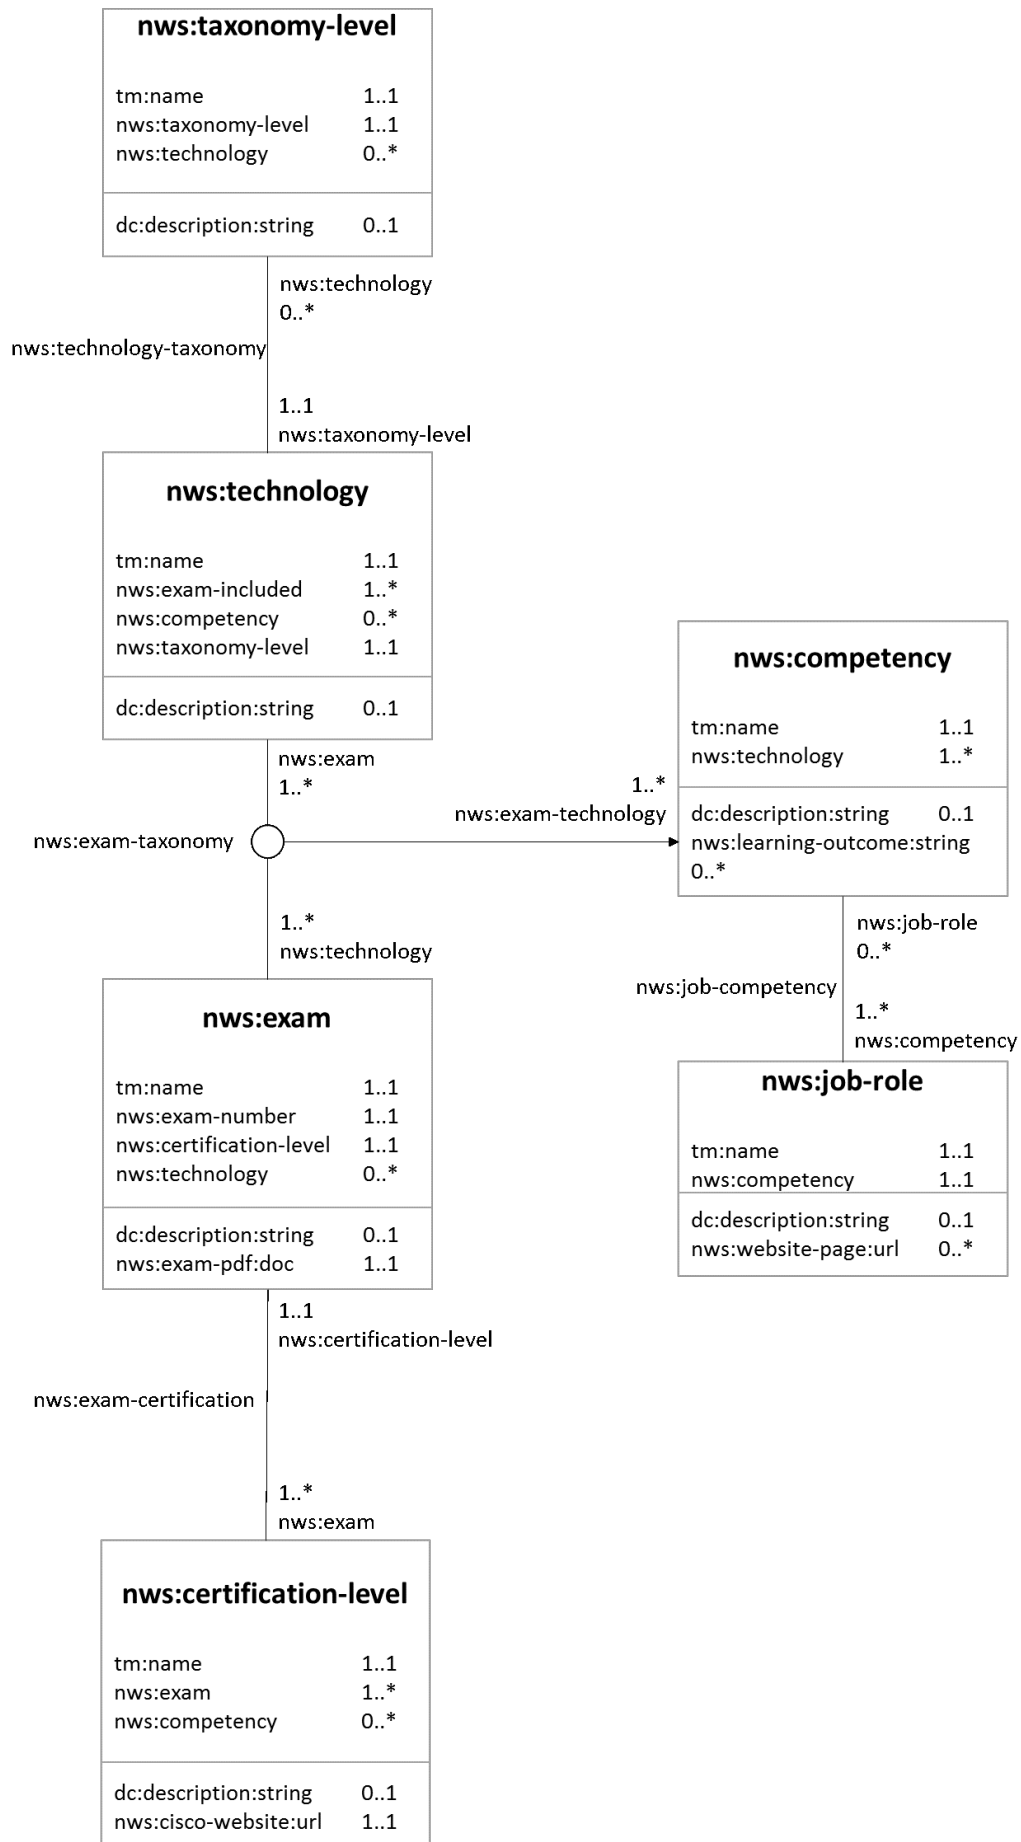 nws:taxonomy-level
tm:name 1..1
nws:taxonomy-level 1..1
nws:technology 0..*
dc:description:string 0..1
nws:technology
0..*
nws:technology-taxonomy
1..1
nws:taxonomy-level
nws:technology
tm:name 1..1
nws:exam-included 1..*
nws:competency 0..*
nws:taxonomy-level 1..1
dc:description:string 0..1
nws:exam
1..*
nws:exam-taxonomy
1..*
nws:exam-technology
nws:competency
tm:name 1..1
nws:technology 1..*
dc:description:string 0..1
nws:learning-outcome:string
0..*
nws:job-role
0..*
nws:job-competency
1..*
nws:competency
nws:job-role
tm:name 1..1
nws:competency 1..1
dc:description:string 0..1
nws:website-page:url 0..*
1..*
nws:technology
nws:exam
tm:name 1..1
nws:exam-number 1..1
nws:certification-level 1..1
nws:technology 0..*
dc:description:string 0..1
nws:exam-pdf:doc 1..1
1..1
nws:certification-level
nws:exam-certification
1..*
nws:exam
nws:certification-level
tm:name 1..1
nws:exam 1..*
nws:competency 0..*
dc:description:string 0..1
nws:cisco-website:url 1..1